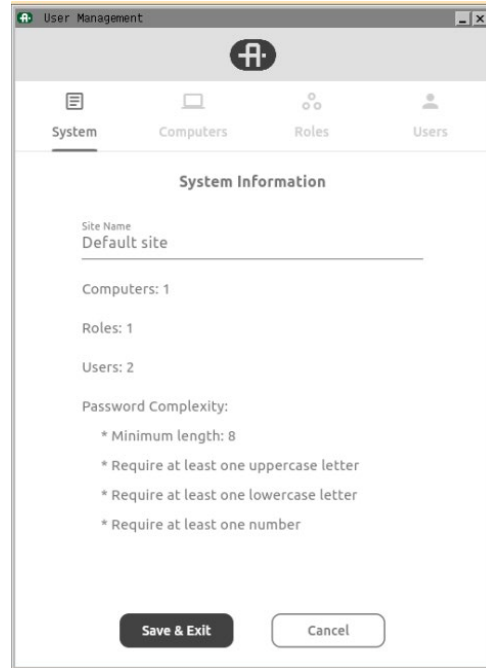 User Management
System
Computers
Roles
Users
System Information
Site Name
Default site
Computers: 1
Roles: 1
Users: 2
Password Complexity:
* Minimum length: 8
* Require at least one uppercase letter
* Require at least one lowercase letter
* Require at least one number
Save & Exit
Cancel